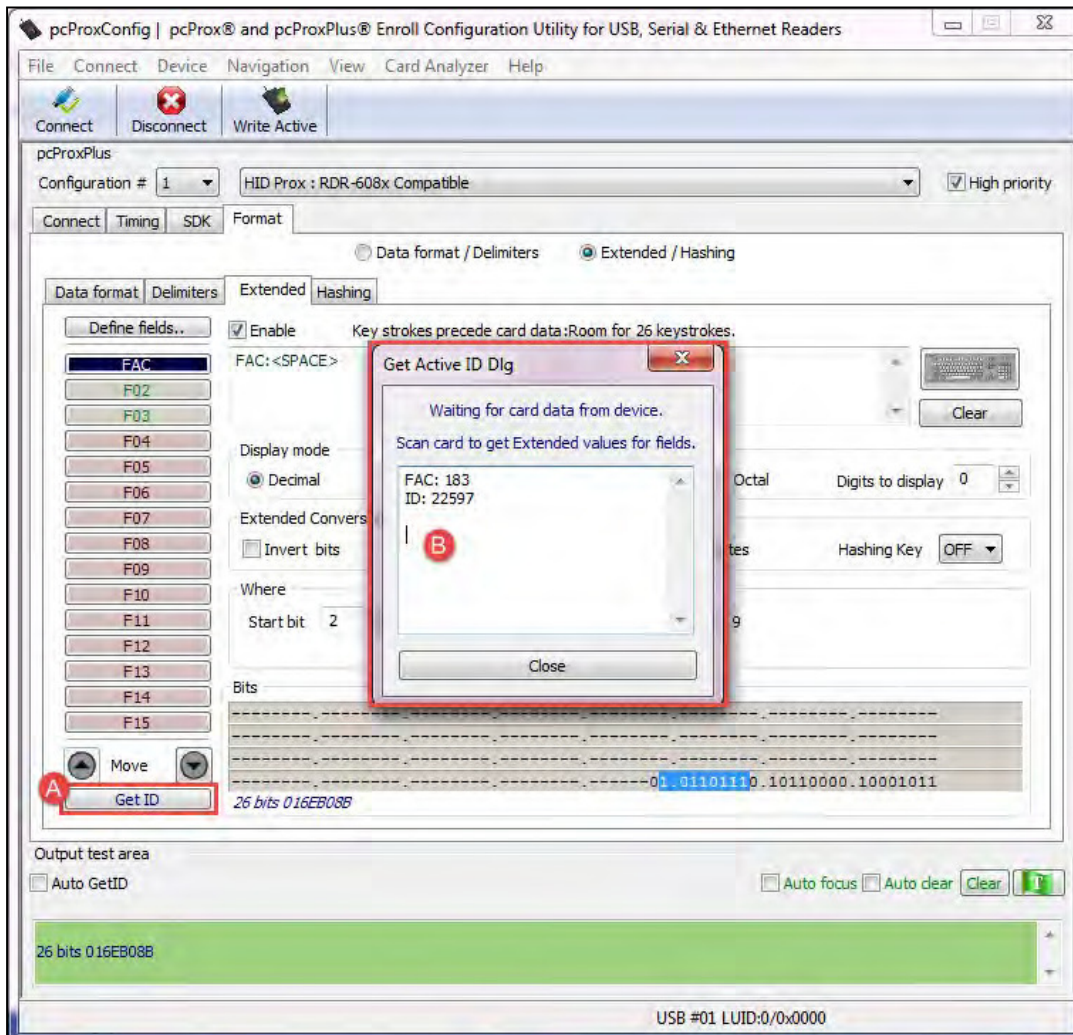 pcProxConfig | pcProx® and pcProxPlus® Enroll Configuration Utility for USB, Serial & Ethernet Readers
File Connect Device Navigation View Card Analyzer Help
Connect Disconnect Write Active
pcProxPlus
Configuration # 1 HID Prox : RDR-608x Compatible High priority
Connect Timing SDK Format
Data format / Delimiters Extended / Hashing
Data format Delimiters Extended Hashing
Define fields.. Enable Key strokes precede card data:Room for 26 keystrokes.
FAC FAC:<SPACE> Get Active ID Dlg
F02 Waiting for card data from device.
F03 Clear
F04 Scan card to get Extended values for fields.
F05 Display mode
F06 Decimal FAC: 183 Octal Digits to display 0
ID: 22597
F07 Extended Convers
F08 Invert bits B tes Hashing Key OFF
F09
F10 Where
F11 Start bit 2 9
F12
F13 Close
F14 Bits
F15 --------.--------.--------.--------.--------.--------.--------.--------
--------.--------.--------.--------.--------.--------.--------.--------
Move --------.--------.--------.--------.--------.--------.--------.--------
A --------.--------.--------.--------.------01.01101110.10110000.10001011
Get ID 26 bits 016EB08B
Output test area
Auto GetID Auto focus Auto clear Clear T
26 bits 016EB08B
USB #01 LUID:0/0x0000